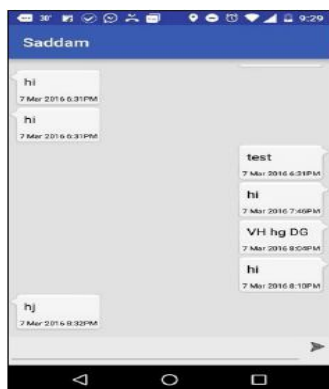 30°
9:29
Saddam
hi
7 Mar 2016 6:31PM
hi
7 Mar 2016 6:31PM
test
7 Mar 2016 6:31PM
hi
7 Mar 2016 7:46PM
VH hg DG
7 Mar 2016 8:04PM
hi
7 Mar 2016 8:10PM
hj
7 Mar 2016 8:32PM